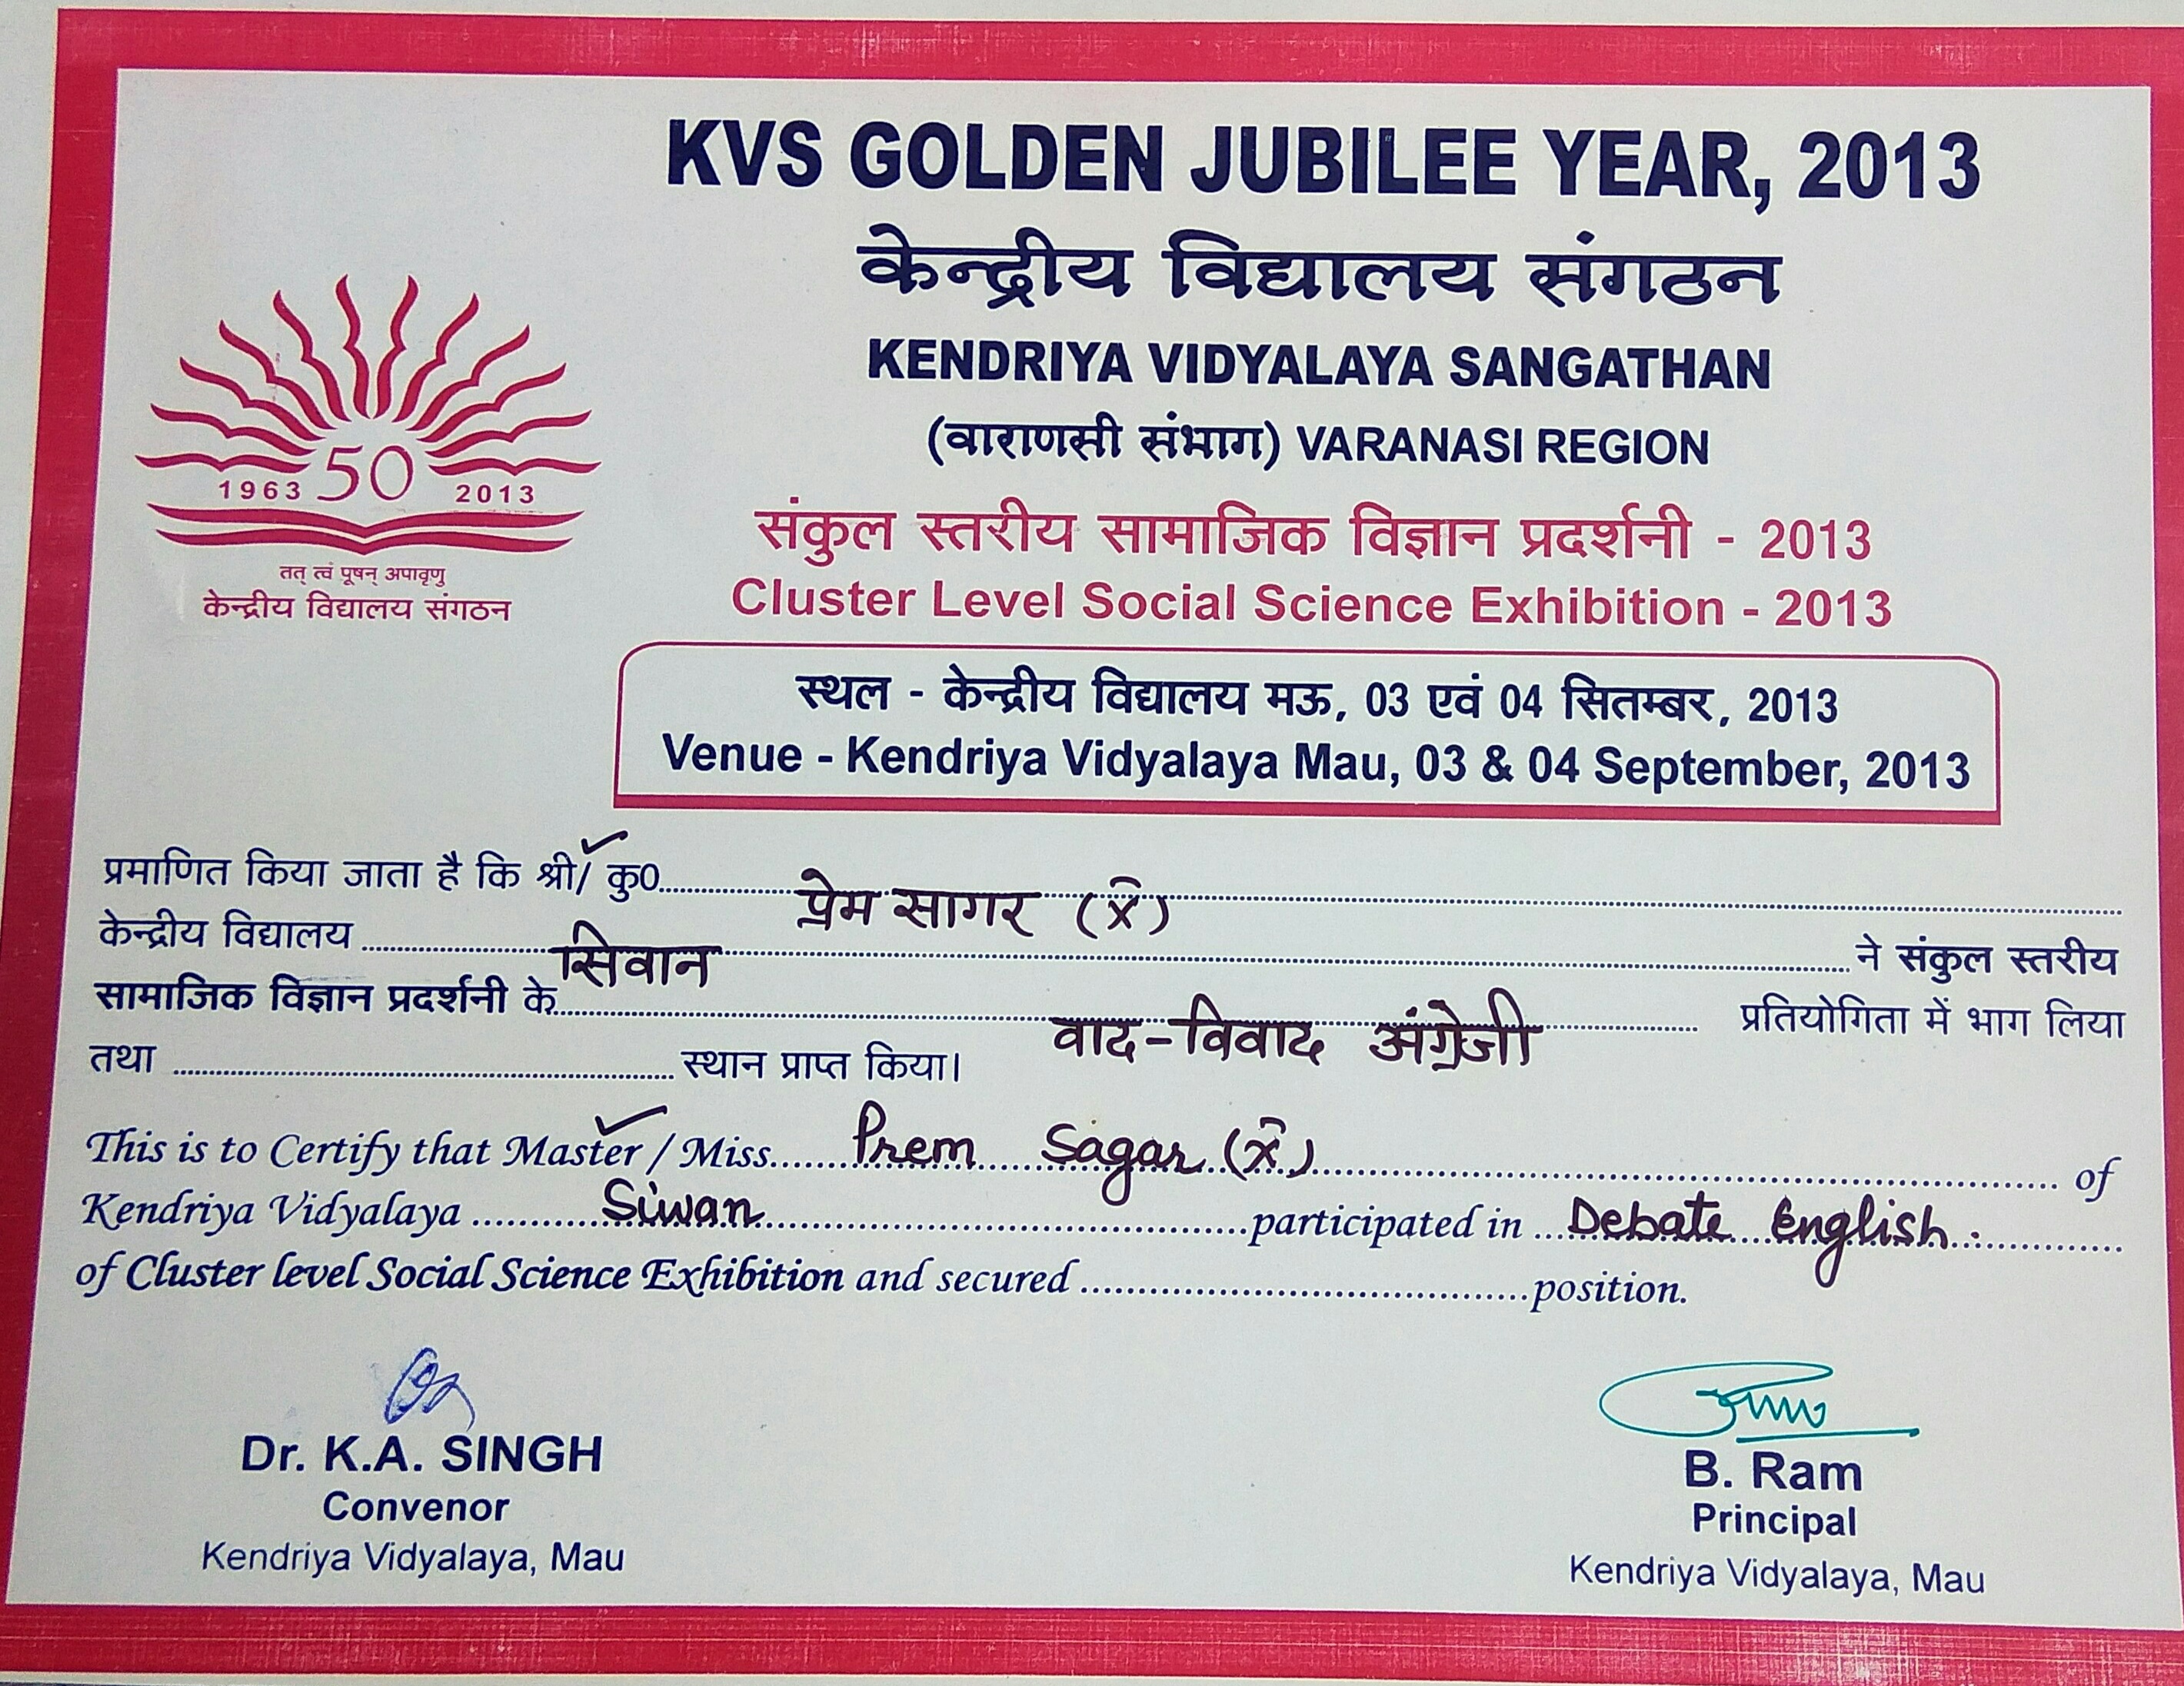 KVS GOLDEN JUBILEE YEAR, 2013
केन्द्रीय विद्यालय संगठन
KENDRIYA VIDYALAYA SANGATHAN
(वाराणसी संभाग) VARANASI REGION
50
1963 2013
तत् त्वं पूषन् अपावृणु
केन्द्रीय विद्यालय संगठन
संकुल स्तरीय सामाजिक विज्ञान प्रदर्शनी - 2013
Cluster Level Social Science Exhibition - 2013
स्थल - केन्द्रीय विद्यालय मऊ, 03 एवं 04 सितम्बर, 2013
Venue - Kendriya Vidyalaya Mau, 03 & 04 September, 2013
प्रमाणित किया जाता है कि श्री/ कु0 प्रेम सागर (X)
केन्द्रीय विद्यालय सिवान ने संकुल स्तरीय
सामाजिक विज्ञान प्रदर्शनी के वाद-विवाद अंग्रेजी प्रतियोगिता में भाग लिया
तथा स्थान प्राप्त किया।
This is to Certify that Master / Miss Prem Sagar (X) of
Kendriya Vidyalaya Siwan participated in Debate English.
of Cluster level Social Science Exhibition and secured position.
Dr. K.A. SINGH
Convenor
Kendriya Vidyalaya, Mau
B. Ram
Principal
Kendriya Vidyalaya, Mau